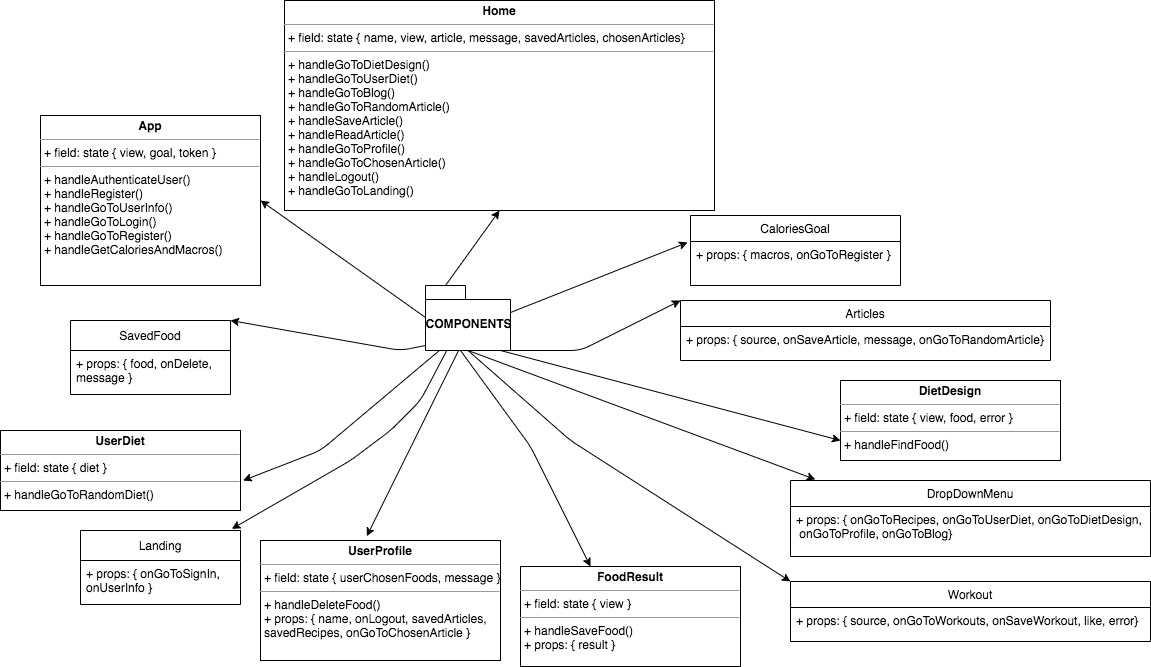 Home
+ field: state { name, view, article, message, savedArticles, chosenArticles}
+ handleGoToDietDesign()
+ handleGoToUserDiet()
+ handleGoToBlog()
+ handleGoToRandomArticle()
+ handleSaveArticle()
+ handleReadArticle()
+ handleGoToProfile()
+ handleGoToChosenArticle()
+ handleLogout()
+ handleGoToLanding()
App
+ field: state { view, goal, token }
+ handleAuthenticateUser()
+ handleRegister()
+ handleGoToUserInfo()
+ handleGoToLogin()
+ handleGoToRegister()
+ handleGetCaloriesAndMacros()
CaloriesGoal
+ props: { macros, onGoToRegister }
COMPONENTS
Articles
+ props: { source, onSaveArticle, message, onGoToRandomArticle}
SavedFood
+ props: { food, onDelete,
message }
DietDesign
+ field: state { view, food, error }
+ handleFindFood()
UserDiet
+ field: state { diet }
+ handleGoToRandomDiet()
DropDownMenu
+ props: { onGoToRecipes, onGoToUserDiet, onGoToDietDesign,
onGoToProfile, onGoToBlog}
Landing
+ props: { onGoToSignIn,
onUserInfo }
UserProfile
+ field: state { userChosenFoods, message }
+ handleDeleteFood()
+ props: { name, onLogout, savedArticles,
savedRecipes, onGoToChosenArticle }
FoodResult
+ field: state { view }
+ handleSaveFood()
+ props: { result }
Workout
+ props: { source, onGoToWorkouts, onSaveWorkout, like, error}